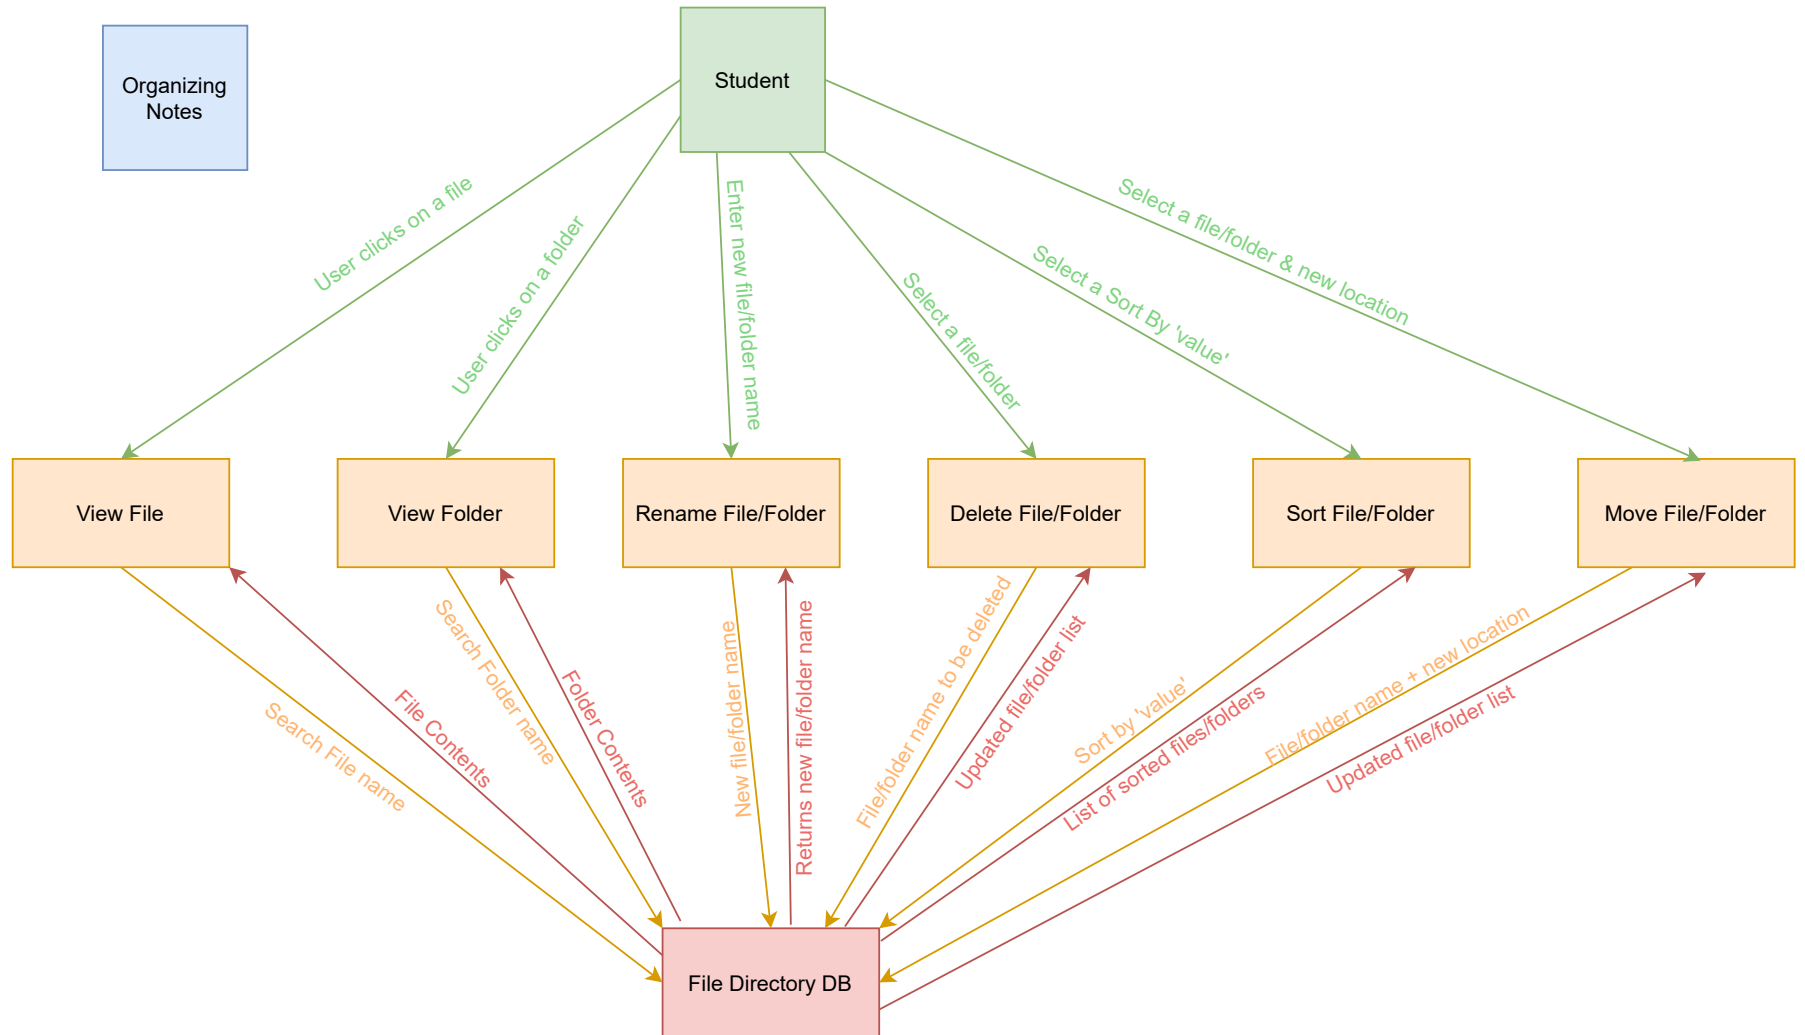 Organizing
Notes
Student
User clicks on a file
User clicks on a folder
Enter new file/folder name
Select a file/folder
Select a Sort By 'value'
Select a file/folder & new location
View File
View Folder
Rename File/Folder
Delete File/Folder
Sort File/Folder
Move File/Folder
Search File name
File Contents
Search Folder name
Folder Contents
New file/folder name
Returns new file/folder name
File/folder name to be deleted
Updated file/folder list
Sort by 'value'
List of sorted files/folders
File/folder name + new location
Updated file/folder list
File Directory DB